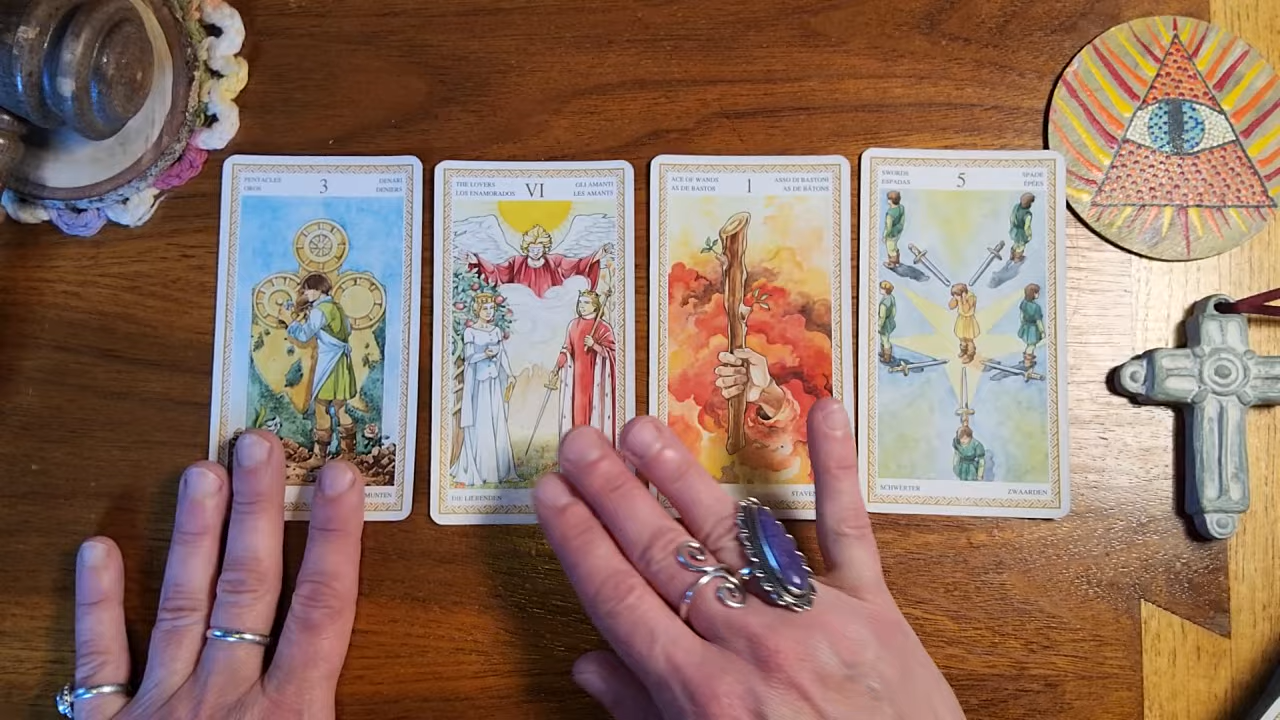 PENTACLES
OROS
3
DENARI
DENIERS
MUNTEN
THE LOVERS
LOS ENAMORADOS
VI
GLI AMANTI
LES AMANTS
DIE LIEBENDEN
ACE OF WANDS
AS DE BASTOS
1
ASSO DI BASTONI
AS DE BÂTONS
STAVEN
SWORDS
ESPADAS
5
SPADE
ÉPÉES
SCHWERTER
ZWAARDEN